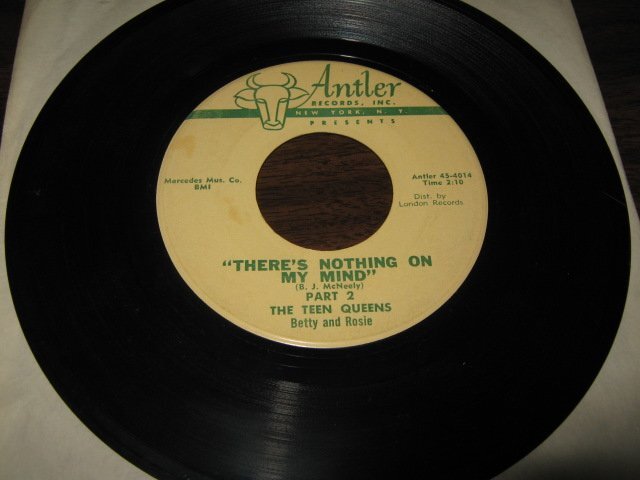 Antler
RECORDS, INC.
NEW YORK, N. Y.
PRESENTS
Mercedes Mus. Co.
BMI
Antler 45-4014
Time 2:10
Dist. by
London Records
"THERE'S NOTHING ON
MY MIND"
(B. J. McNeely)
PART 2
THE TEEN QUEENS
Betty and Rosie